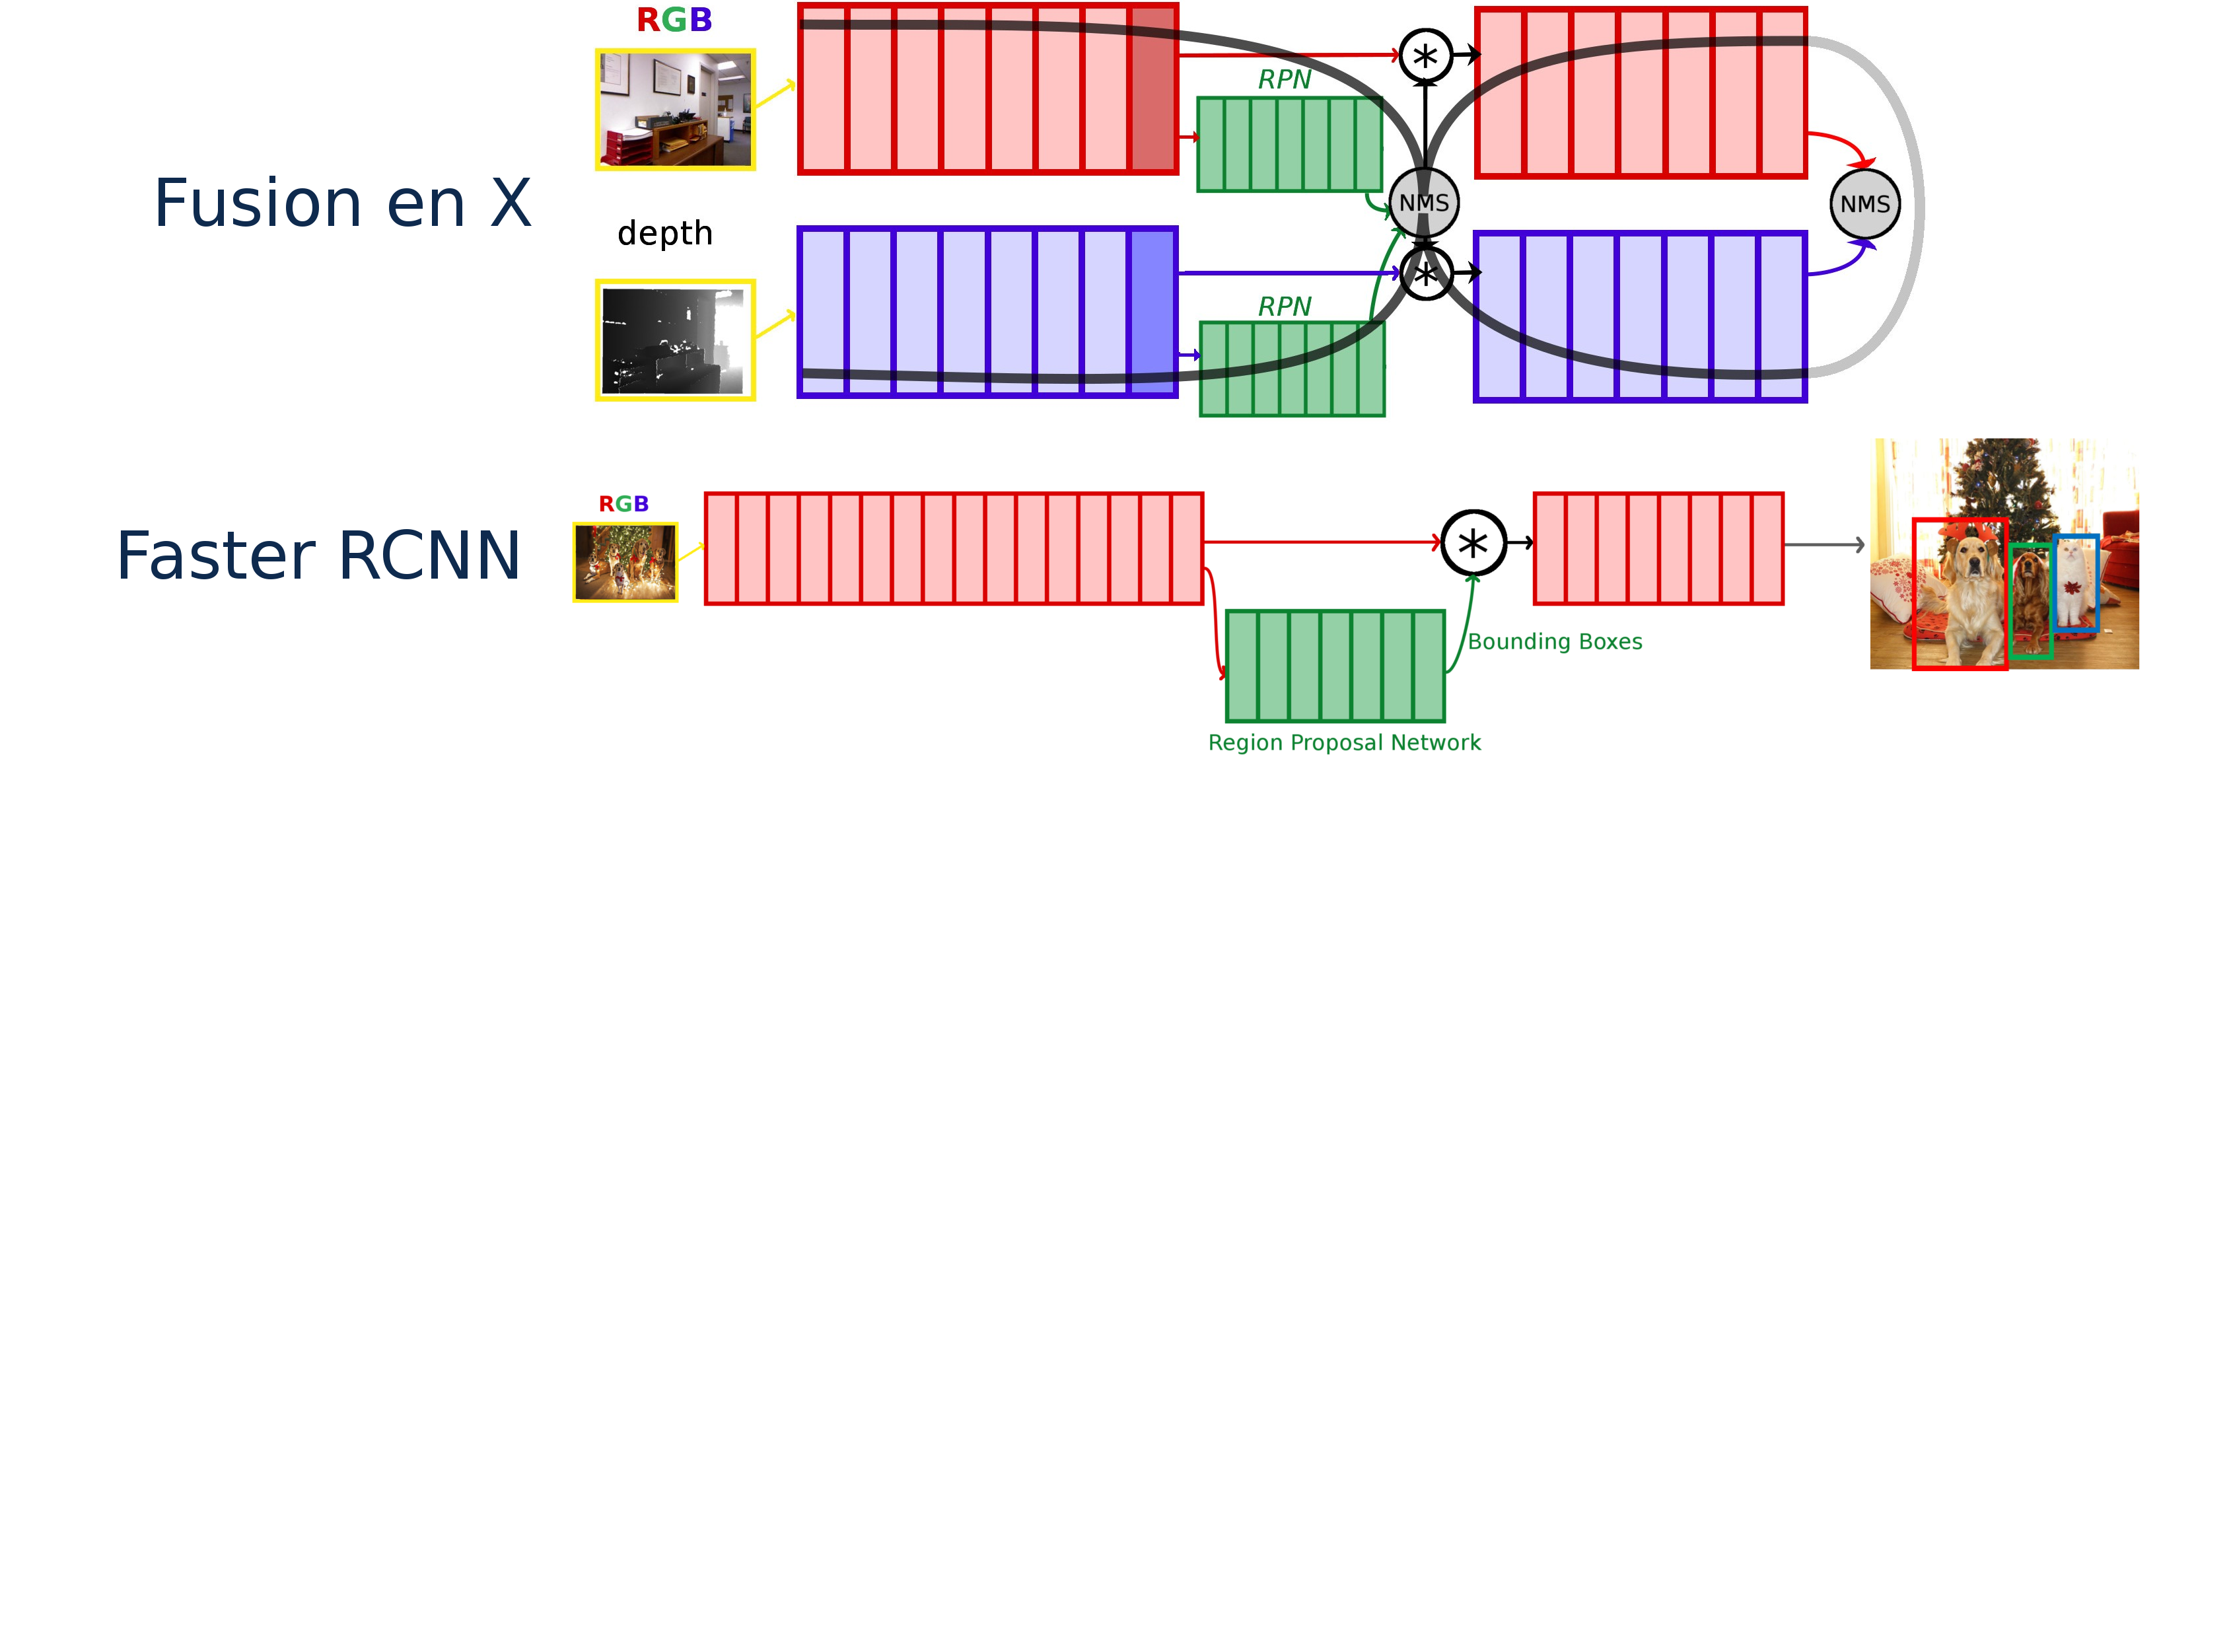 RGB
RPN
NMS
Fusion en X
NMS
depth
RPN
RGB
Faster RCNN
Bounding Boxes
Region Proposal Network